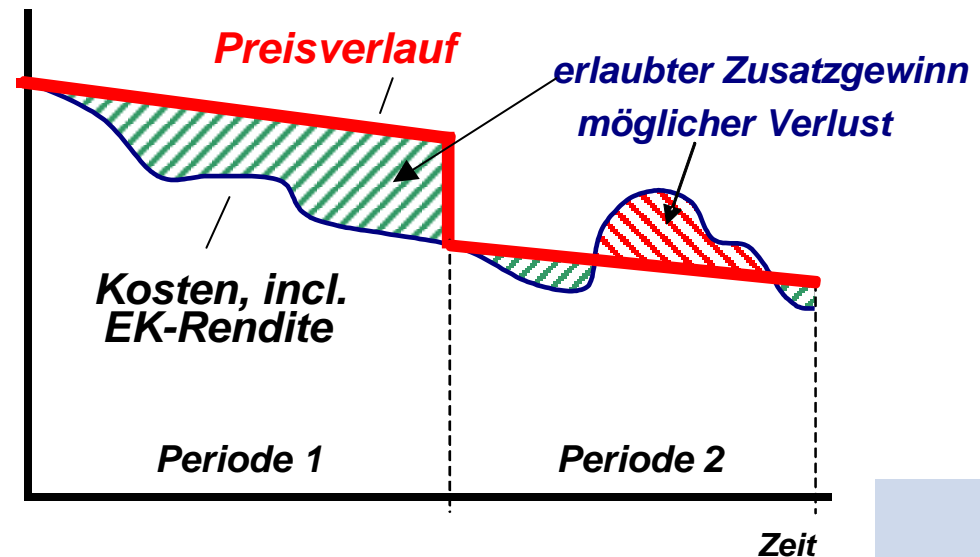 Preisverlauf
erlaubter Zusatzgewinn
möglicher Verlust
Kosten, incl.
EK-Rendite
Periode 1
Periode 2
Zeit